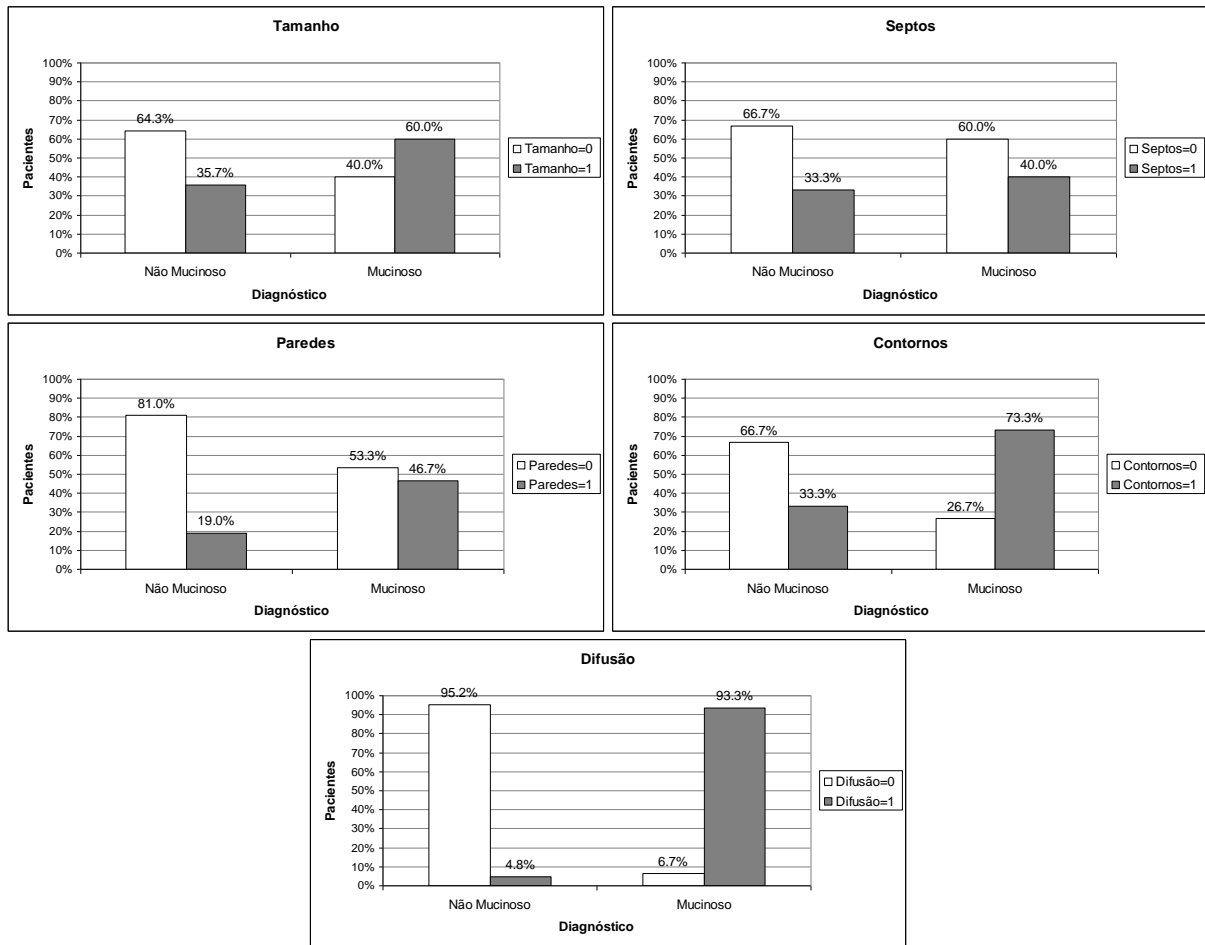 Tamanho
100%
90%
80%
70%
60%
50%
40%
30%
20%
10%
0%
Pacientes
64.3%
35.7%
40.0%
60.0%
Não Mucinoso
Mucinoso
Diagnóstico
Tamanho=0
Tamanho=1
Septos
100%
90%
80%
70%
60%
50%
40%
30%
20%
10%
0%
Pacientes
66.7%
33.3%
60.0%
40.0%
Não Mucinoso
Mucinoso
Diagnóstico
Septos=0
Septos=1
Paredes
100%
90%
80%
70%
60%
50%
40%
30%
20%
10%
0%
Pacientes
81.0%
19.0%
53.3%
46.7%
Não Mucinoso
Mucinoso
Diagnóstico
Paredes=0
Paredes=1
Contornos
100%
90%
80%
70%
60%
50%
40%
30%
20%
10%
0%
Pacientes
66.7%
33.3%
26.7%
73.3%
Não Mucinoso
Mucinoso
Diagnóstico
Contornos=0
Contornos=1
Difusão
100%
90%
80%
70%
60%
50%
40%
30%
20%
10%
0%
Pacientes
95.2%
4.8%
6.7%
93.3%
Não Mucinoso
Mucinoso
Diagnóstico
Difusão=0
Difusão=1